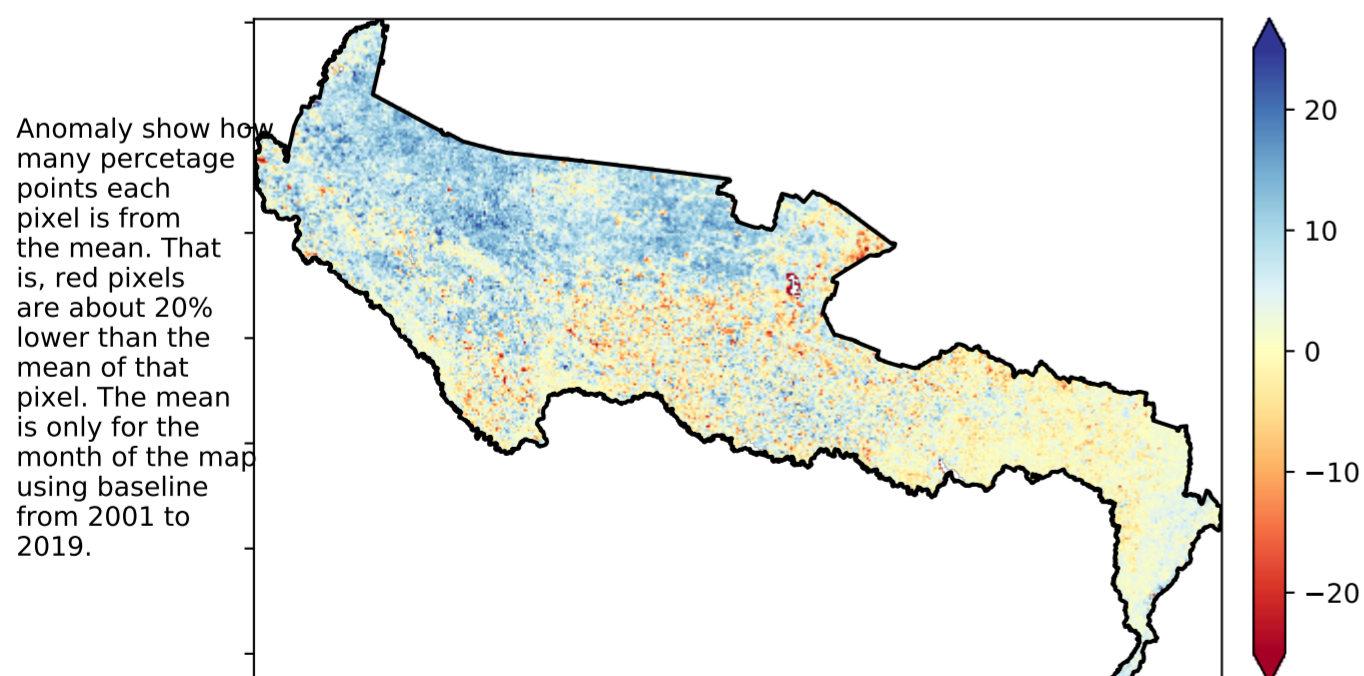 Anomaly show how
many percetage
points each
pixel is from
the mean. That
is, red pixels
are about 20%
lower than the
mean of that
pixel. The mean
is only for the
month of the map
using baseline
from 2001 to
2019.
20
10
0
−10
−20